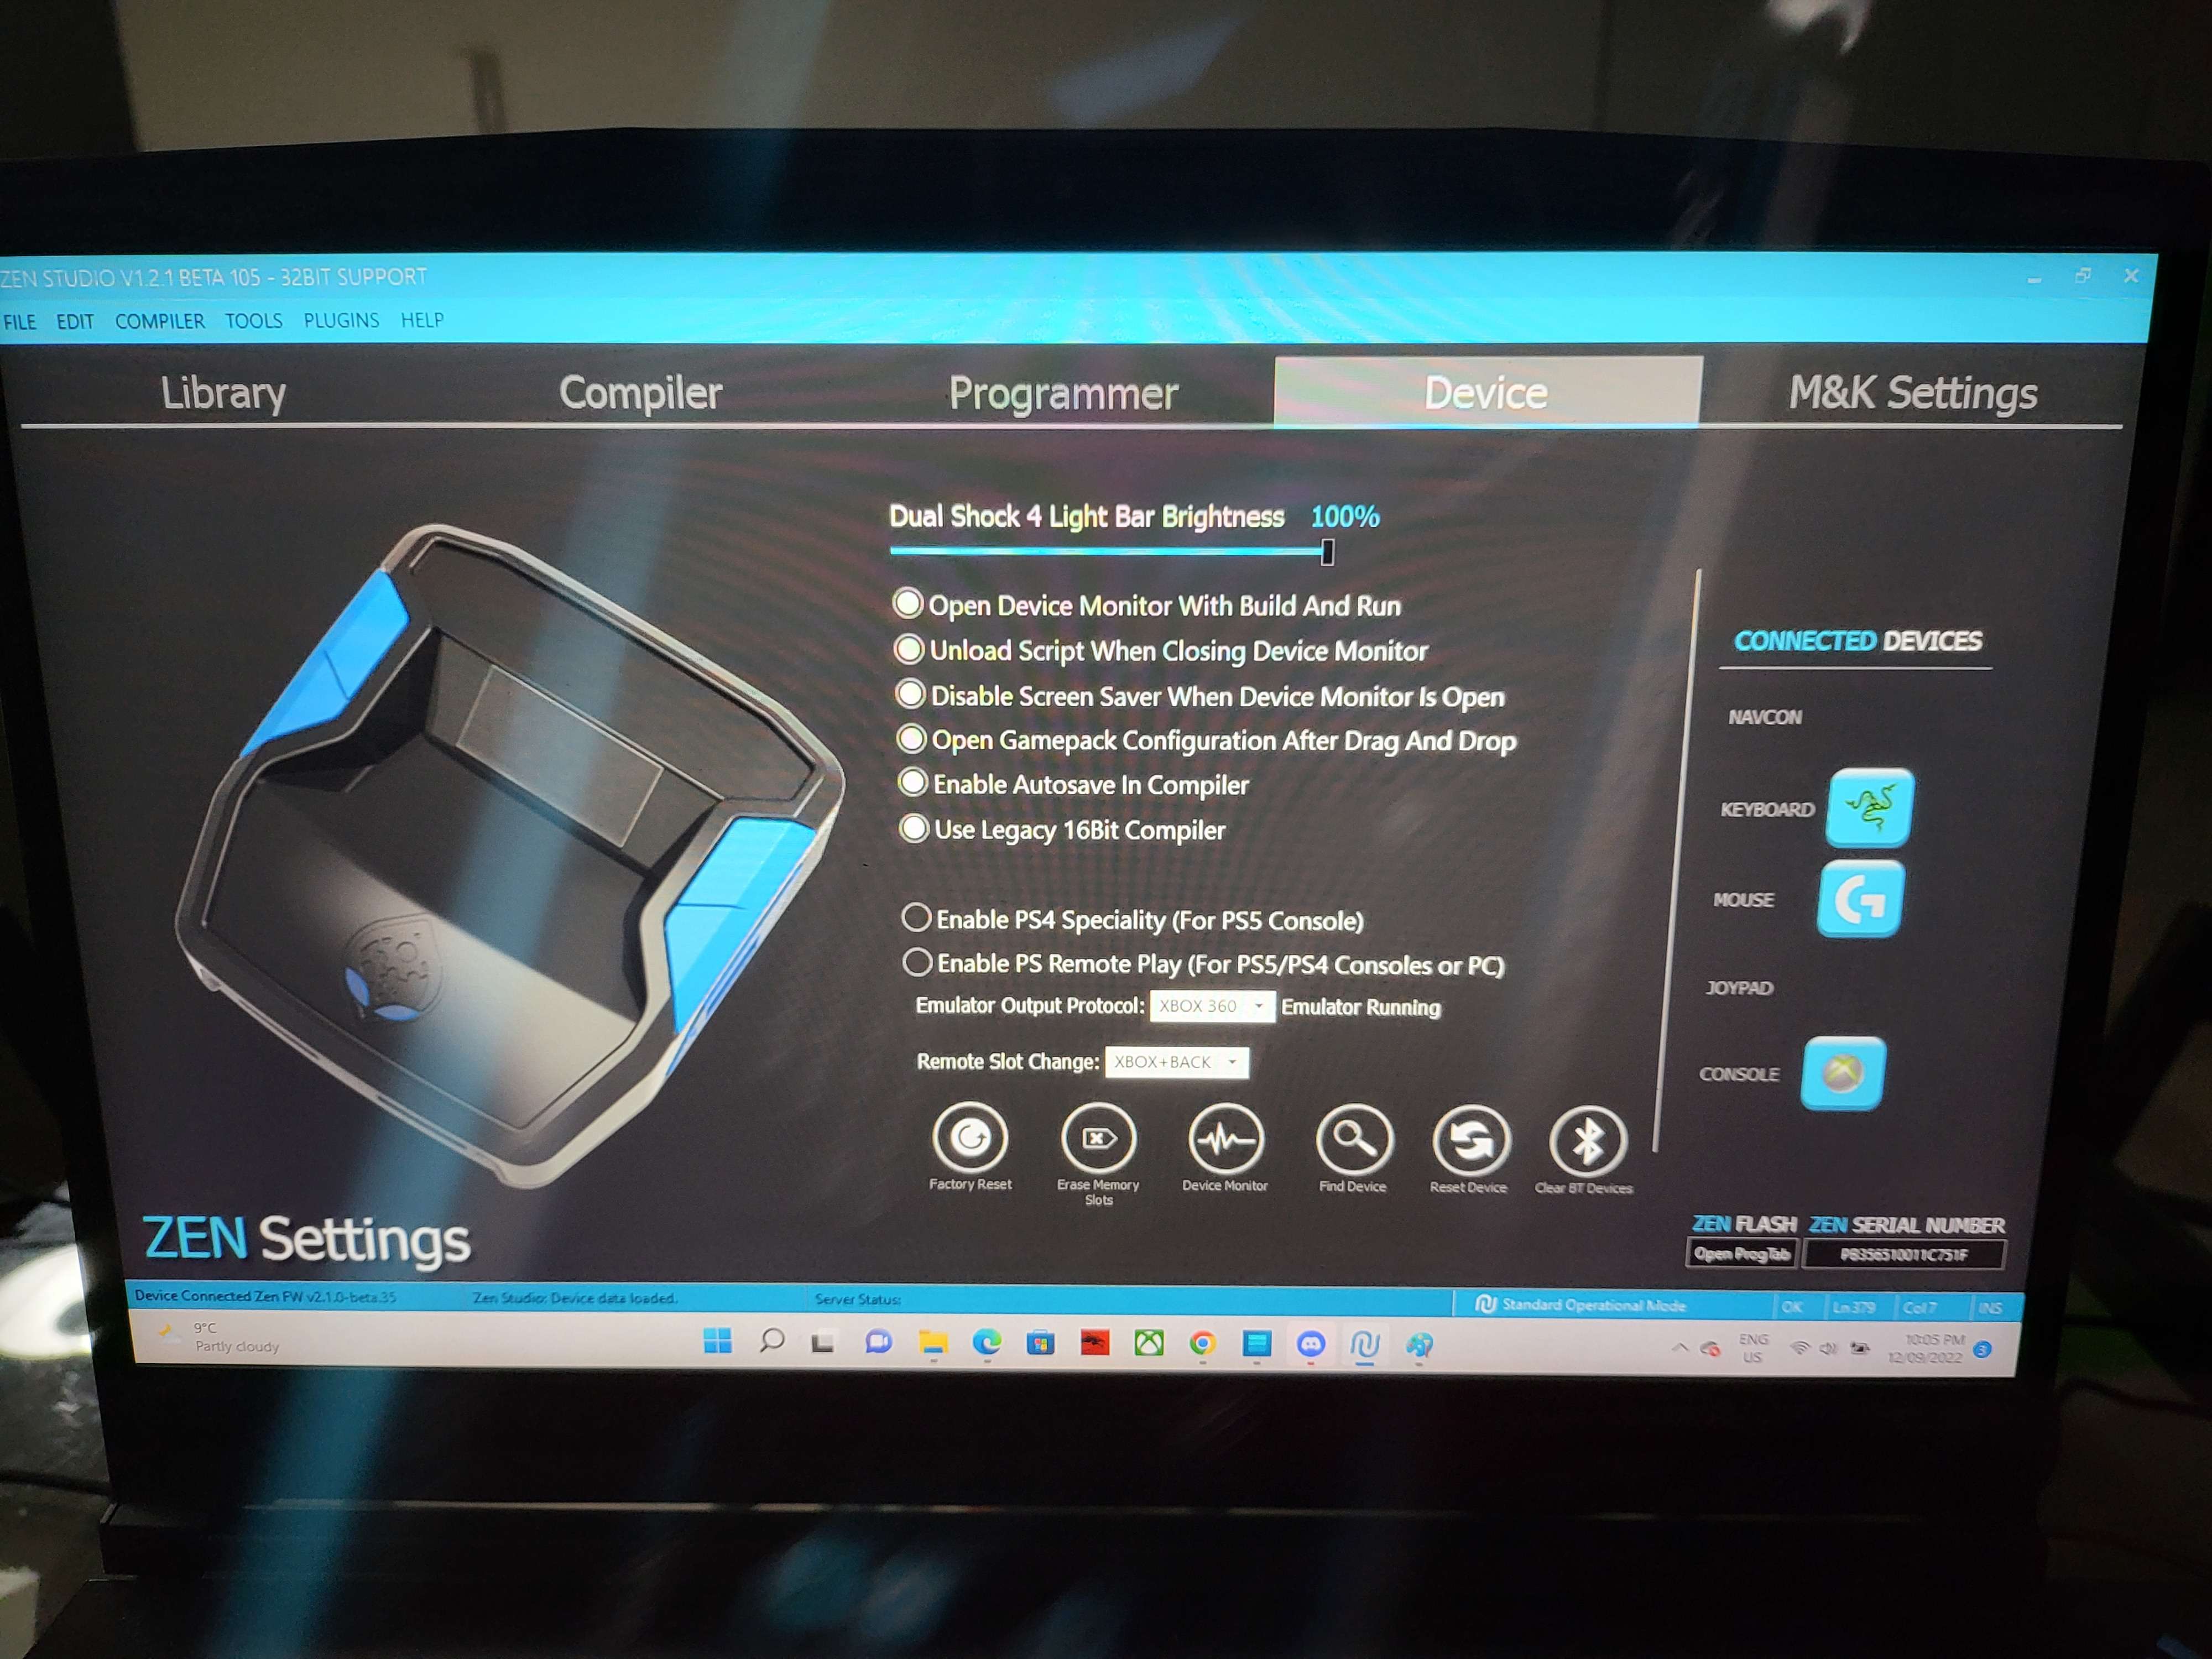 ZEN STUDIO V1.2.1 BETA 105 - 32BIT SUPPORT
FILE EDIT COMPILER TOOLS PLUGINS HELP
Library Compiler Programmer Device M&K Settings
Dual Shock 4 Light Bar Brightness 100%
Open Device Monitor With Build And Run
Unload Script When Closing Device Monitor
Disable Screen Saver When Device Monitor Is Open
Open Gamepack Configuration After Drag And Drop
Enable Autosave In Compiler
Use Legacy 16Bit Compiler
Enable PS4 Speciality (For PS5 Console)
Enable PS Remote Play (For PS5/PS4 Consoles or PC)
Emulator Output Protocol: XBOX 360 Emulator Running
Remote Slot Change: XBOX+BACK
Factory Reset
Erase Memory
Slots
Device Monitor
Find Device
Reset Device
Clear BT Devices
CONNECTED DEVICES
NAVCON
KEYBOARD
MOUSE
JOYPAD
CONSOLE
ZEN Settings
ZEN FLASH ZEN SERIAL NUMBER
Open ProgTab PB356510011C751F
Device Connected Zen FW v2.1.0-beta.35 Zen Studio: Device data loaded. Server Status: Standard Operational Mode OK Ln 379 Col 7 INS
9°C
Partly cloudy
ENG
US
10:05 PM
12/09/2022
3